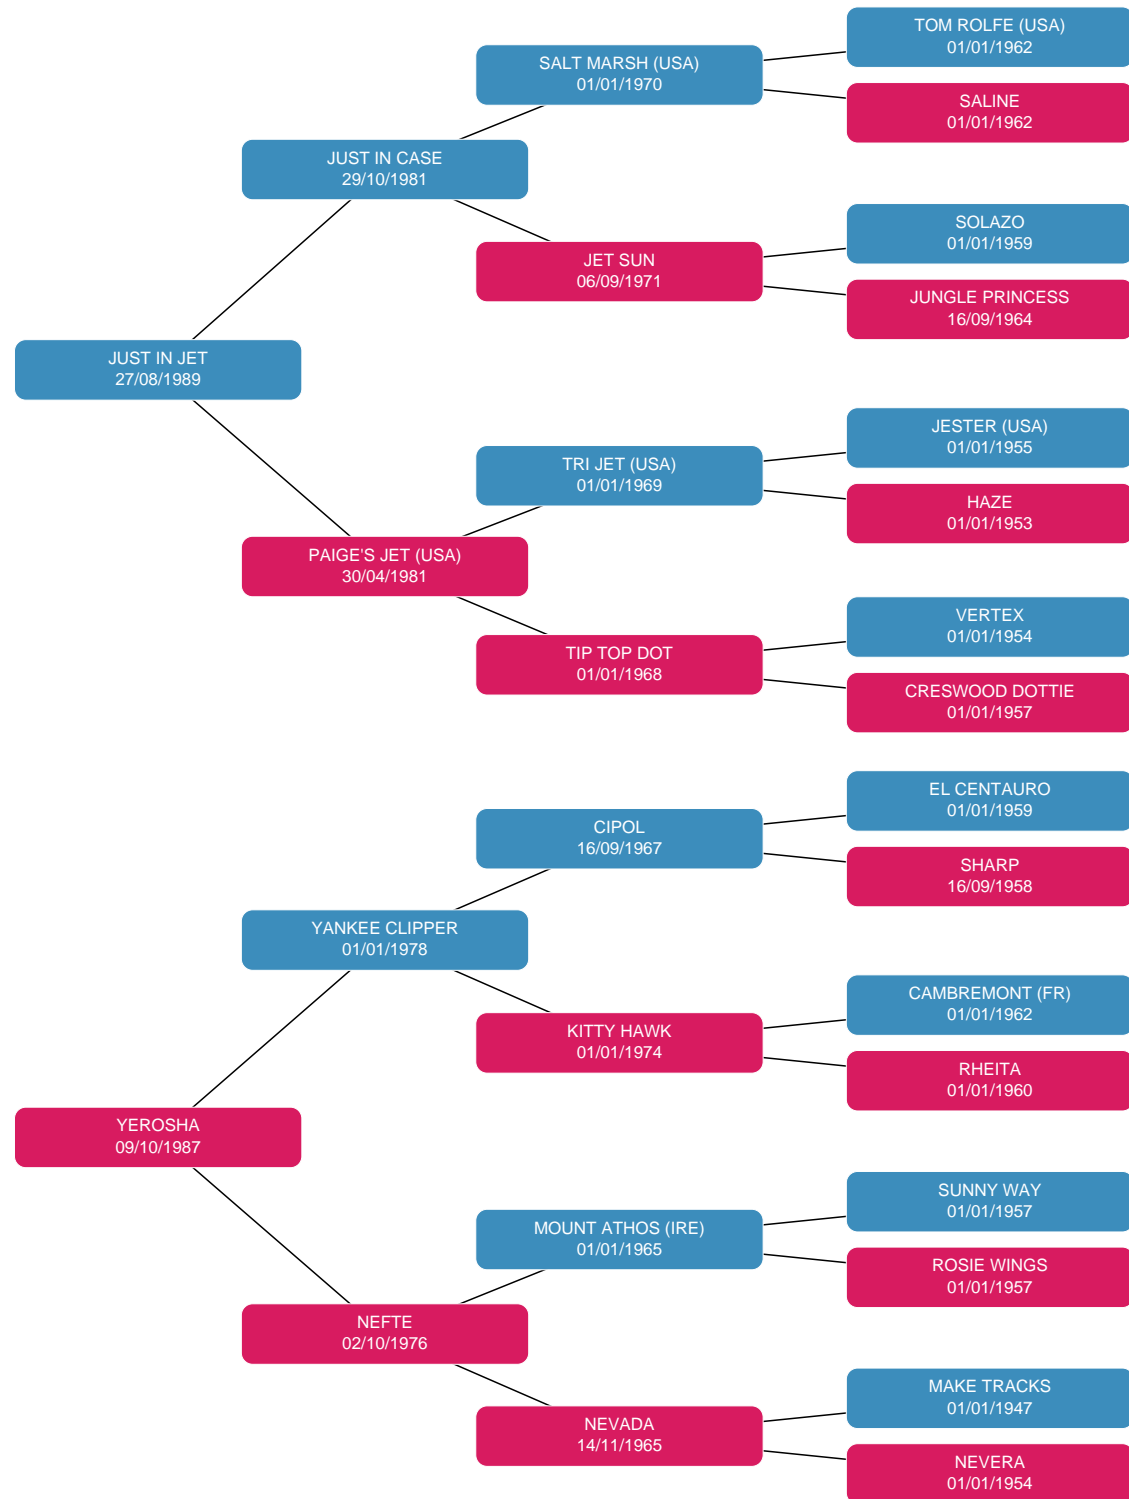 TOM ROLFE (USA)
01/01/1962
SALT MARSH (USA)
01/01/1970
SALINE
01/01/1962
JUST IN CASE
29/10/1981
SOLAZO
01/01/1959
JET SUN
06/09/1971
JUNGLE PRINCESS
16/09/1964
JUST IN JET
27/08/1989
JESTER (USA)
01/01/1955
TRI JET (USA)
01/01/1969
HAZE
01/01/1953
PAIGE'S JET (USA)
30/04/1981
VERTEX
01/01/1954
TIP TOP DOT
01/01/1968
CRESWOOD DOTTIE
01/01/1957
EL CENTAURO
01/01/1959
CIPOL
16/09/1967
SHARP
16/09/1958
YANKEE CLIPPER
01/01/1978
CAMBREMONT (FR)
01/01/1962
KITTY HAWK
01/01/1974
RHEITA
01/01/1960
YEROSHA
09/10/1987
SUNNY WAY
01/01/1957
MOUNT ATHOS (IRE)
01/01/1965
ROSIE WINGS
01/01/1957
NEFTE
02/10/1976
MAKE TRACKS
01/01/1947
NEVADA
14/11/1965
NEVERA
01/01/1954